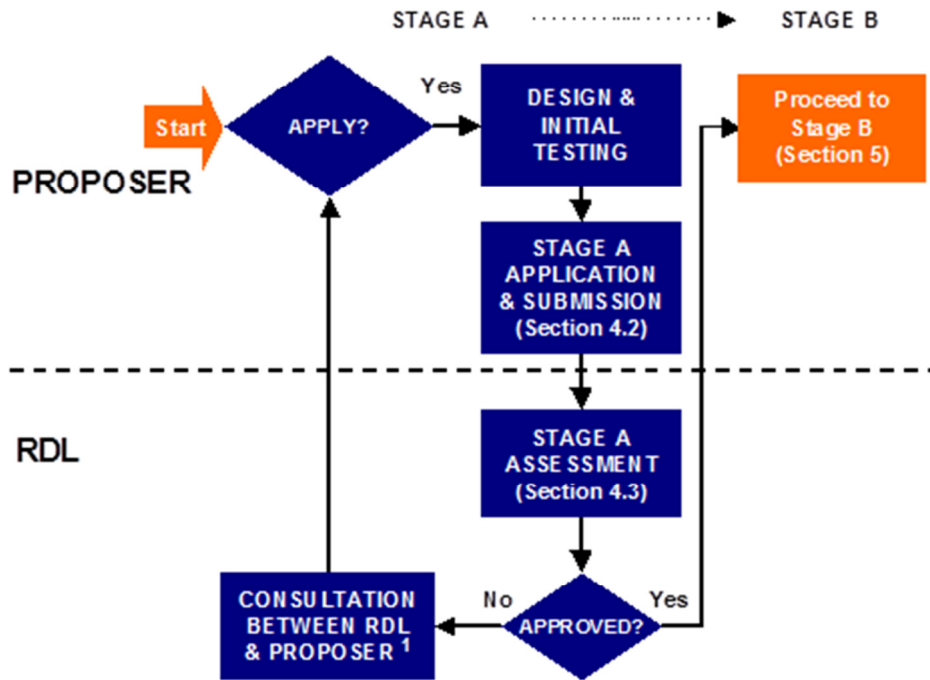 STAGE A
STAGE B
Yes
Start
APPLY?
DESIGN &
INITIAL
TESTING
Proceed to
Stage B
(Section 5)
PROPOSER
STAGE A
APPLICATION
& SUBMISSION
(Section 4.2)
RDL
STAGE A
ASSESSMENT
(Section 4.3)
CONSULTATION
BETWEEN RDL
& PROPOSER 1
No
APPROVED?
Yes